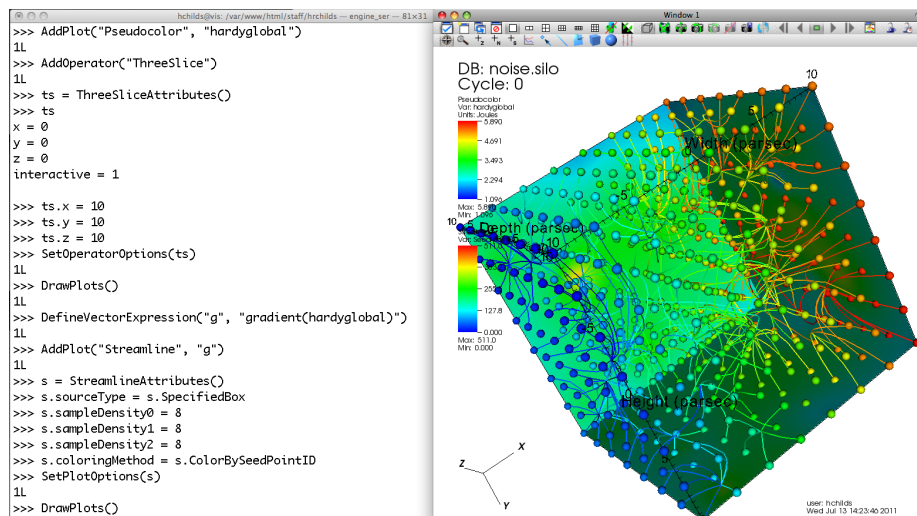 hchilds@vis: /var/www/html/staff/hrchilds — engine_ser — 81×31
>>> AddPlot("Pseudocolor", "hardyglobal")
1L
>>> AddOperator("ThreeSlice")
1L
>>> ts = ThreeSliceAttributes()
>>> ts
x = 0
y = 0
z = 0
interactive = 1
>>> ts.x = 10
>>> ts.y = 10
>>> ts.z = 10
>>> SetOperatorOptions(ts)
1L
>>> DrawPlots()
1L
>>> DefineVectorExpression("g", "gradient(hardyglobal)")
1L
>>> AddPlot("Streamline", "g")
1L
>>> s = StreamlineAttributes()
>>> s.sourceType = s.SpecifiedBox
>>> s.sampleDensity0 = 8
>>> s.sampleDensity1 = 8
>>> s.sampleDensity2 = 8
>>> s.coloringMethod = s.ColorBySeedPointID
>>> SetPlotOptions(s)
1L
>>> DrawPlots()
Window 1
DB: noise.silo
Cycle: 0
Pseudocolor
Var: hardyglobal
Units: Joules
5.890
4.691
3.493
2.294
1.096
Max: 5.890
Min: 1.096
Var:
511.0
127.8
0.000
Max: 511.0
Min: 0.000
10
5
Width (parsec)
-5
10
5
Depth (parsec)
10
10
-5
Height (parsec)
5
X
Z
Y
user: hchilds
Wed Jul 13 14:23:46 2011